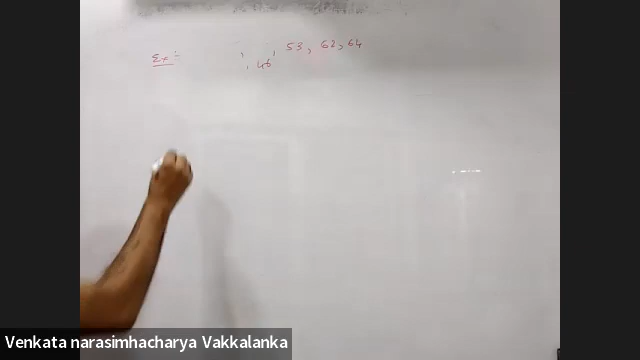 Ex:-    ,    , 53, 62, 64
, 46
Venkata narasimhacharya Vakkalanka